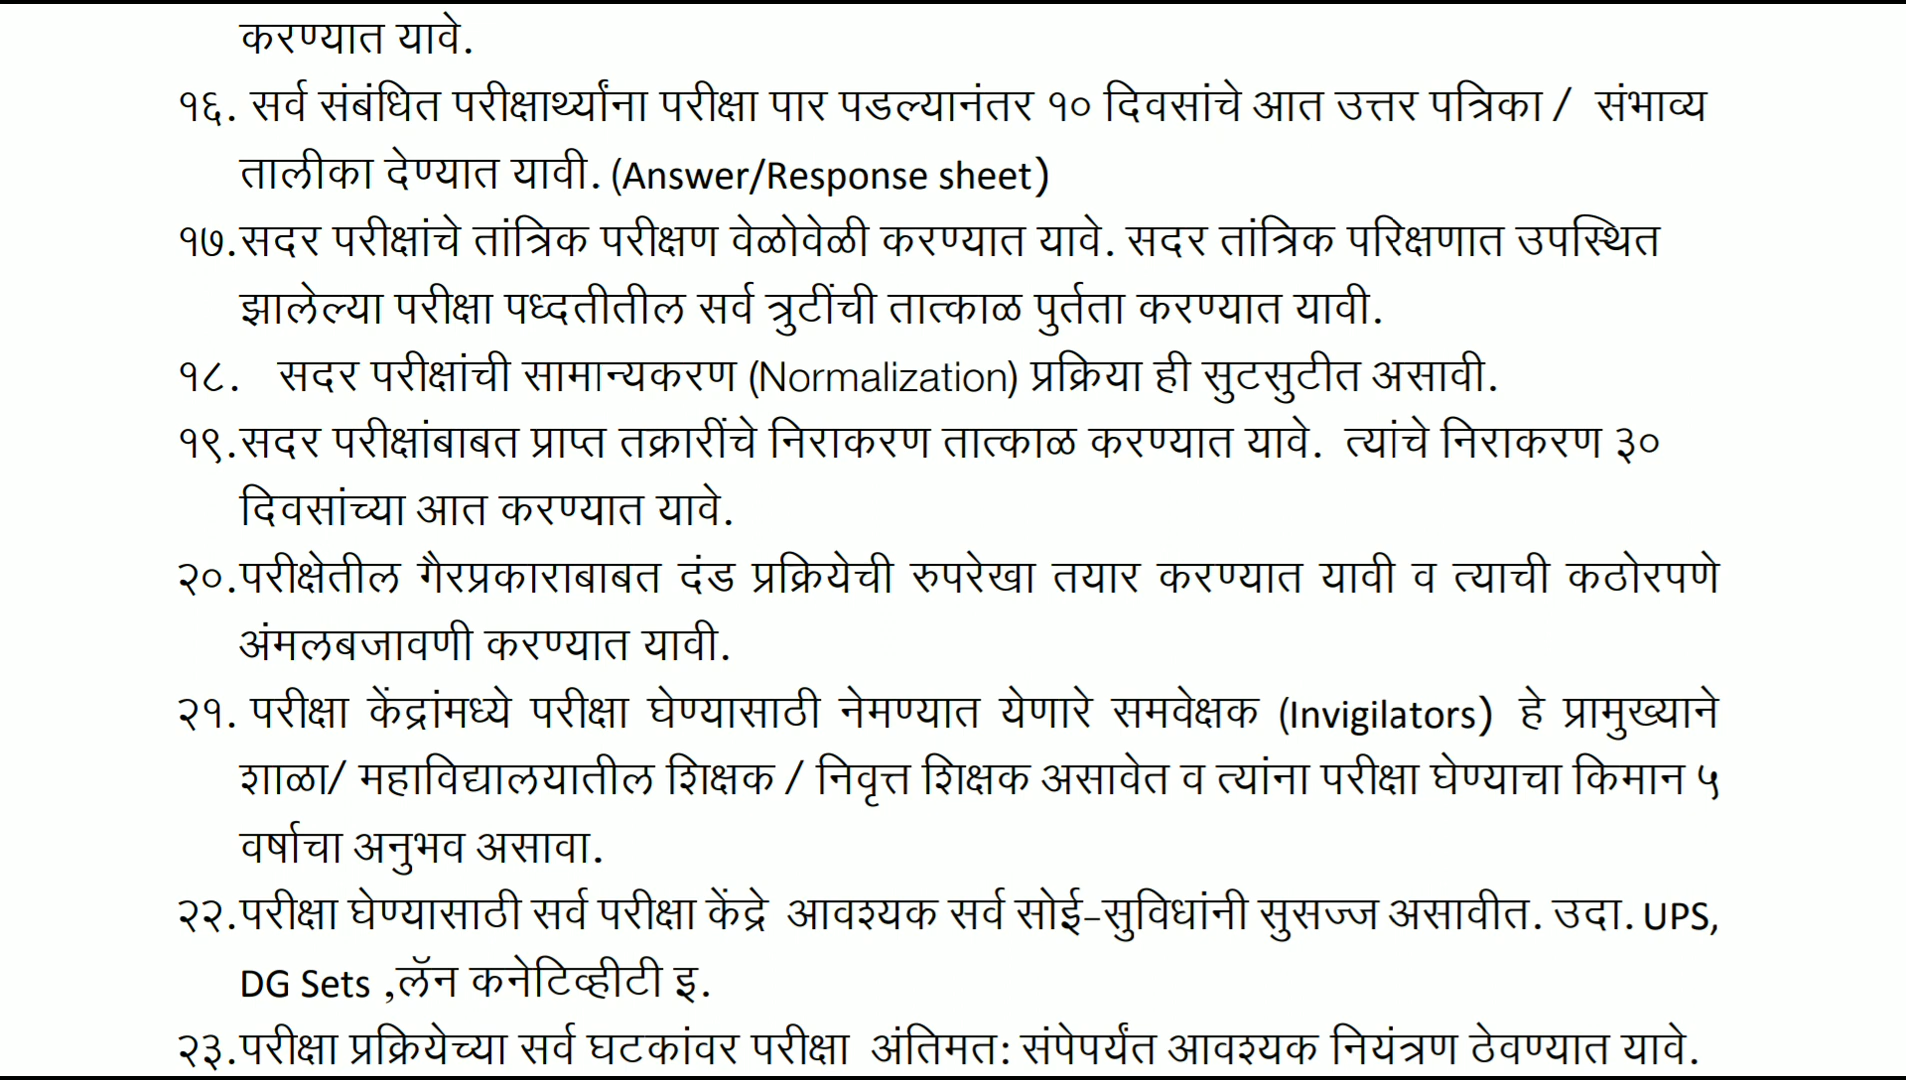 करण्यात यावे.
१६. सर्व संबंधित परीक्षार्थ्यांना परीक्षा पार पडल्यानंतर १० दिवसांचे आत उत्तर पत्रिका / संभाव्य
तालीका देण्यात यावी. (Answer/Response sheet)
१७.सदर परीक्षांचे तांत्रिक परीक्षण वेळोवेळी करण्यात यावे. सदर तांत्रिक परिक्षणात उपस्थित
झालेल्या परीक्षा पध्दतीतील सर्व त्रुटींची तात्काळ पुर्तता करण्यात यावी.
१८. सदर परीक्षांची सामान्यकरण (Normalization) प्रक्रिया ही सुटसुटीत असावी.
१९.सदर परीक्षांबाबत प्राप्त तक्रारींचे निराकरण तात्काळ करण्यात यावे. त्यांचे निराकरण ३०
दिवसांच्या आत करण्यात यावे.
२०.परीक्षेतील गैरप्रकाराबाबत दंड प्रक्रियेची रुपरेखा तयार करण्यात यावी व त्याची कठोरपणे
अंमलबजावणी करण्यात यावी.
२१. परीक्षा केंद्रांमध्ये परीक्षा घेण्यासाठी नेमण्यात येणारे समवेक्षक (Invigilators) हे प्रामुख्याने
शाळा/ महाविद्यालयातील शिक्षक / निवृत्त शिक्षक असावेत व त्यांना परीक्षा घेण्याचा किमान ५
वर्षाचा अनुभव असावा.
२२.परीक्षा घेण्यासाठी सर्व परीक्षा केंद्रे आवश्यक सर्व सोई-सुविधांनी सुसज्ज असावीत. उदा. UPS,
DG Sets ,लॅन कनेटिव्हीटी इ.
२३.परीक्षा प्रक्रियेच्या सर्व घटकांवर परीक्षा अंतिमत: संपेपर्यंत आवश्यक नियंत्रण ठेवण्यात यावे.